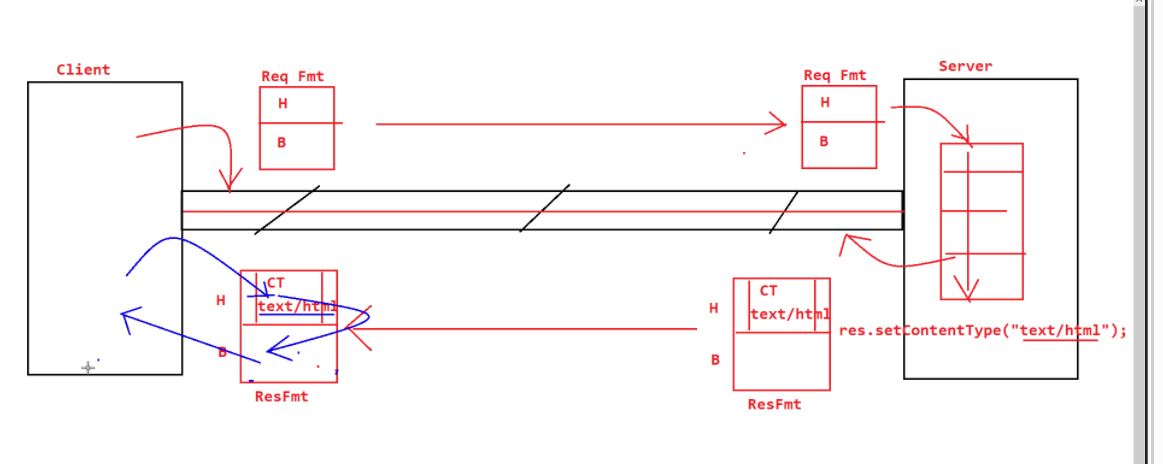 Client
Server
Req Fmt
Req Fmt
H
H
B
B
CT
CT
H
text/html
H
text/html
res.setContentType("text/html");
B
B
ResFmt
ResFmt